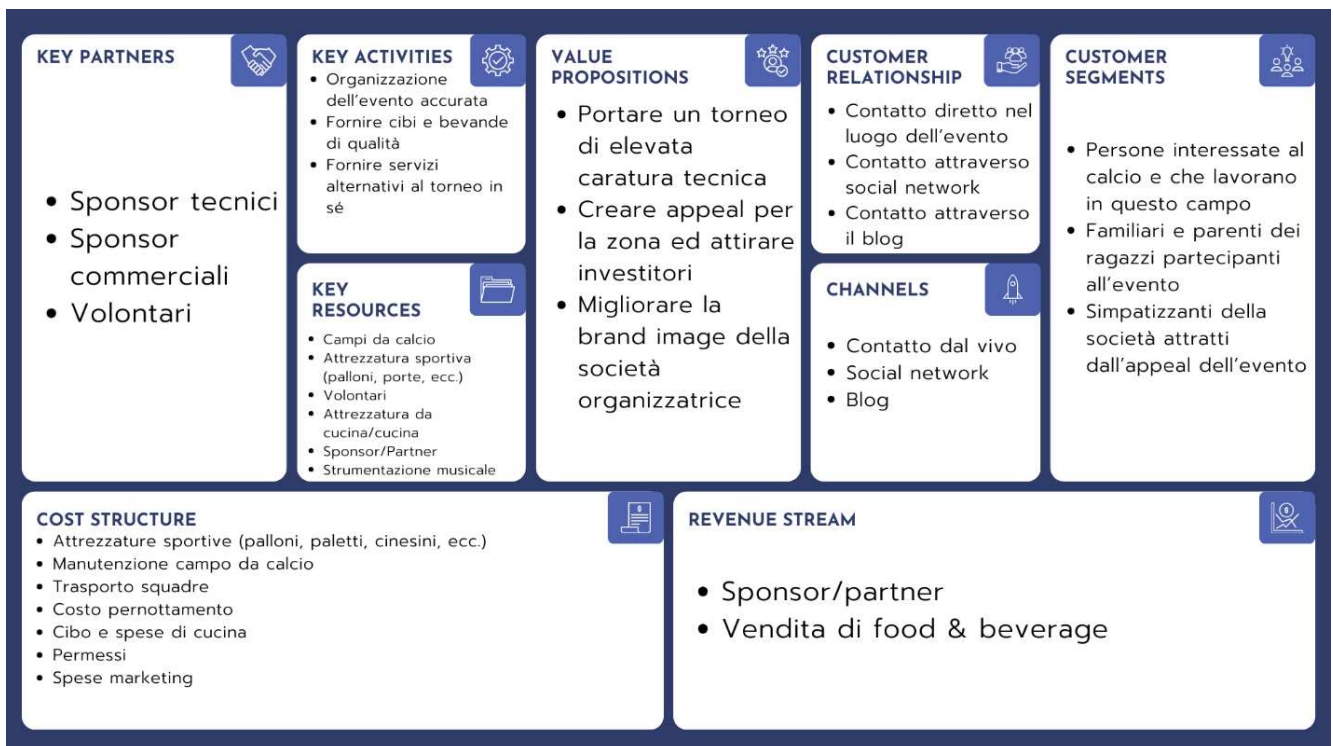 KEY PARTNERS
• Sponsor tecnici
• Sponsor
commerciali
• Volontari
KEY ACTIVITIES
• Organizzazione
dell'evento accurata
• Fornire cibi e bevande
di qualità
• Fornire servizi
alternativi al torneo in
sé
KEY
RESOURCES
• Campi da calcio
• Attrezzatura sportiva
(palloni, porte, ecc.)
• Volontari
• Attrezzatura da
cucina/cucina
• Sponsor/Partner
• Strumentazione musicale
VALUE
PROPOSITIONS
• Portare un torneo
di elevata
caratura tecnica
• Creare appeal per
la zona ed attirare
investitori
• Migliorare la
brand image della
società
organizzatrice
CUSTOMER
RELATIONSHIP
• Contatto diretto nel
luogo dell'evento
• Contatto attraverso
social network
• Contatto attraverso
il blog
CHANNELS
• Contatto dal vivo
• Social network
• Blog
CUSTOMER
SEGMENTS
• Persone interessate al
calcio e che lavorano
in questo campo
• Familiari e parenti dei
ragazzi partecipanti
all'evento
• Simpatizzanti della
società attratti
dall'appeal dell'evento
COST STRUCTURE
• Attrezzature sportive (palloni, paletti, cinesini, ecc.)
• Manutenzione campo da calcio
• Trasporto squadre
• Costo pernottamento
• Cibo e spese di cucina
• Permessi
• Spese marketing
REVENUE STREAM
• Sponsor/partner
• Vendita di food & beverage